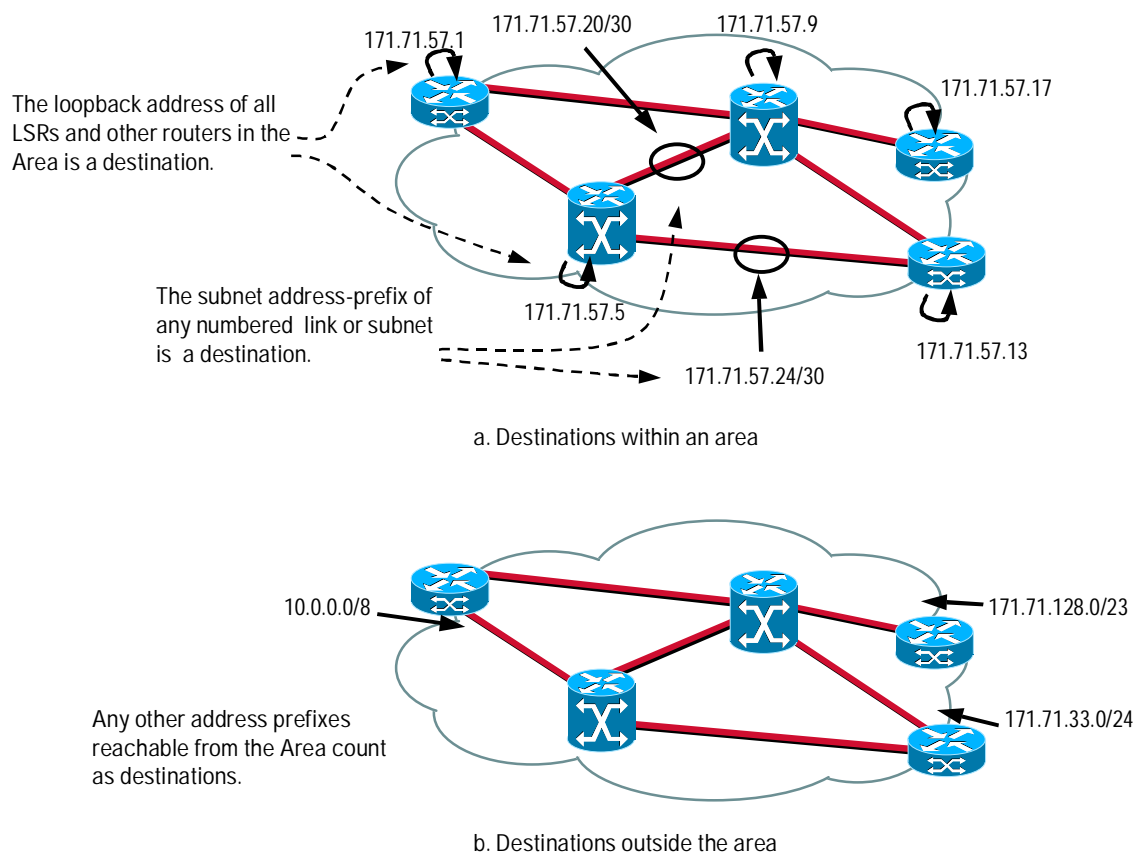 171.71.57.20/30
171.71.57.9
171.71.57.1
171.71.57.17
The loopback address of all
LSRs and other routers in the
Area is a destination.
The subnet address-prefix of
any numbered link or subnet
is a destination.
171.71.57.5
171.71.57.13
171.71.57.24/30
a. Destinations within an area
10.0.0.0/8
171.71.128.0/23
171.71.33.0/24
Any other address prefixes
reachable from the Area count
as destinations.
b. Destinations outside the area